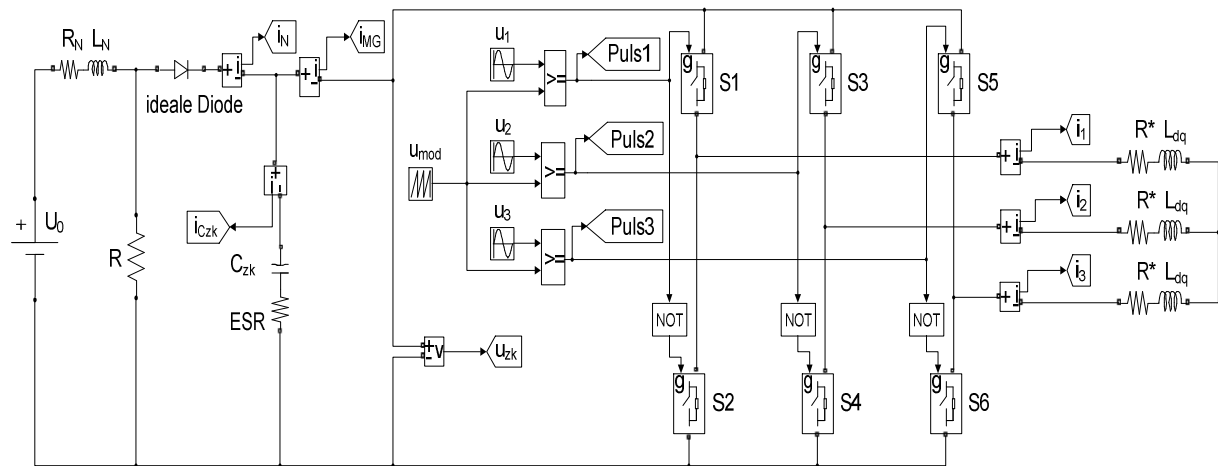 R_N L_N
i_N
i_MG
ideale Diode
+ i -
+ i -
u_1
>=
Puls1
u_2
>=
Puls2
u_mod
u_3
>=
Puls3
g
S1
g
S3
g
S5
i_1
R* L_dq
+ i -
i_2
R* L_dq
+ i -
i_3
R* L_dq
+ i -
+ U_0
R
+ i -
i_Czk
C_zk
ESR
+ v -
u_zk
NOT
NOT
NOT
g
S2
g
S4
g
S6